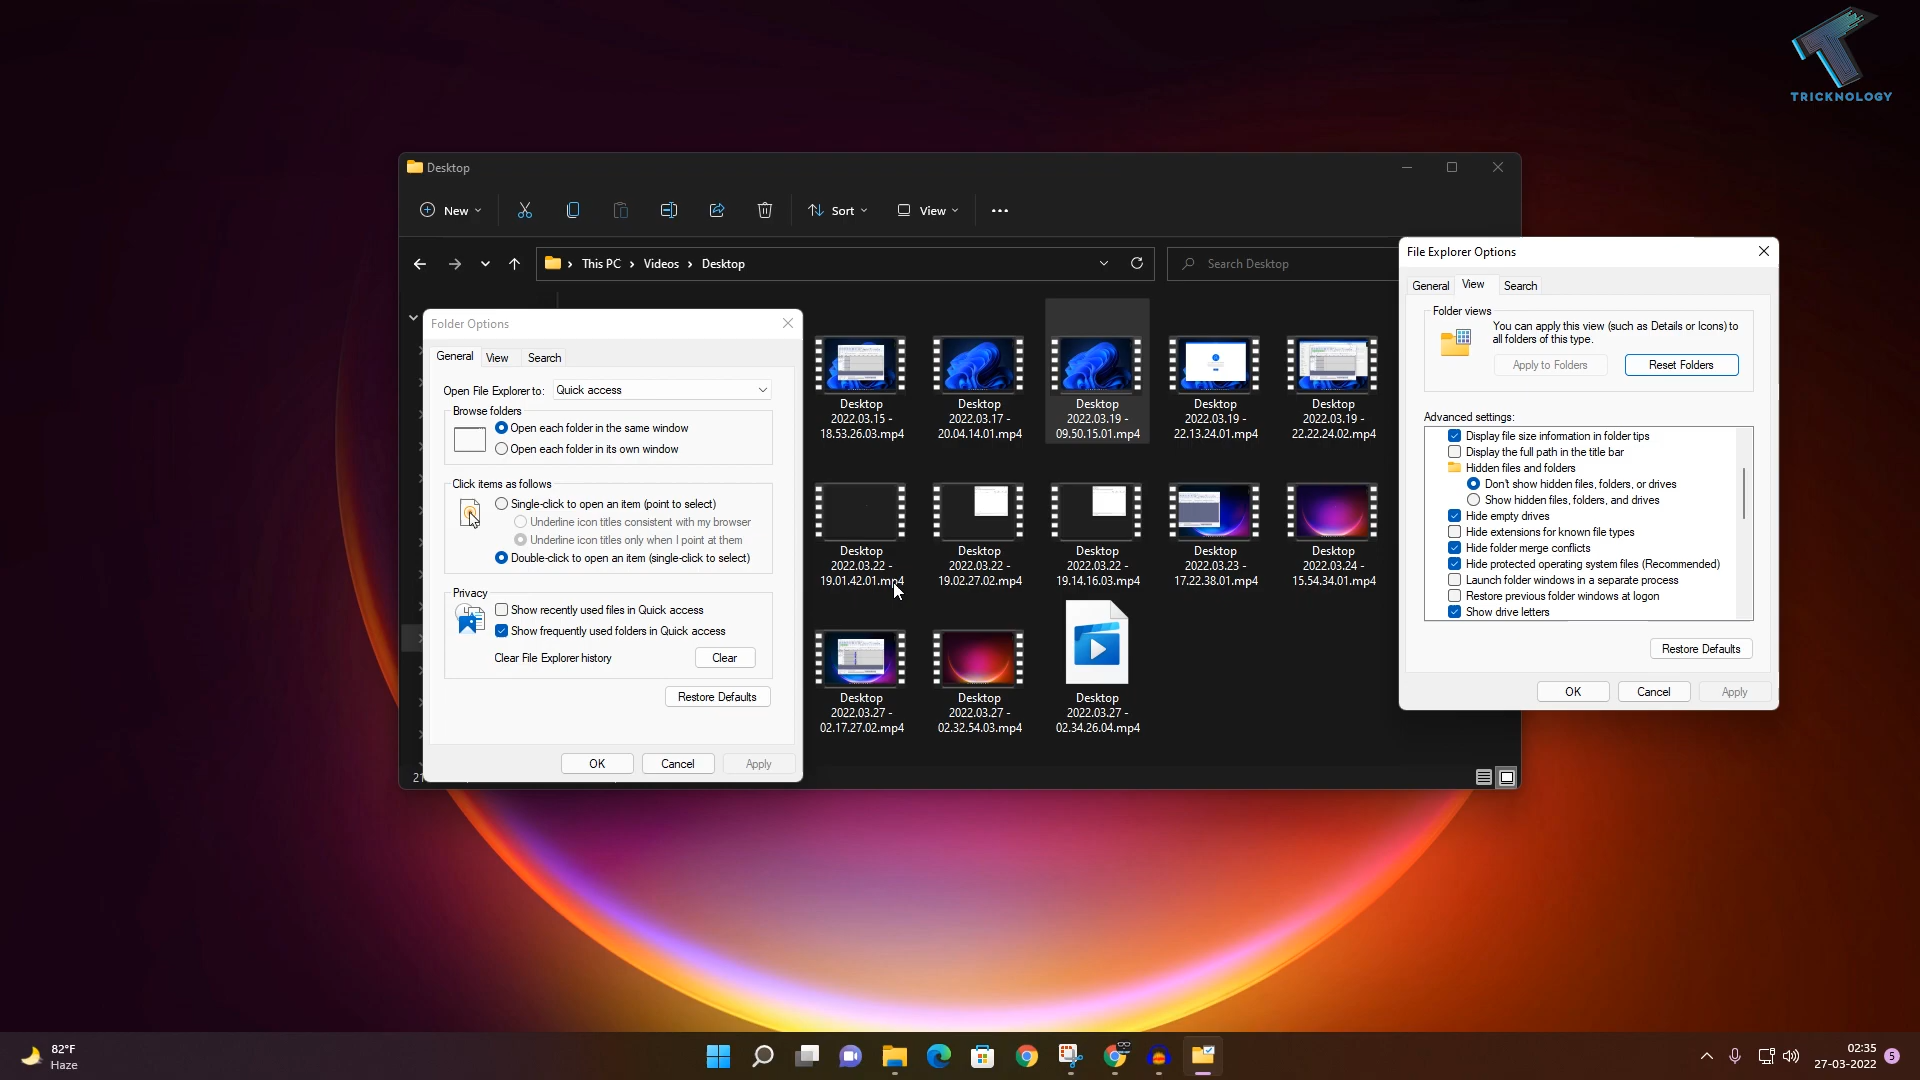 TRICKNOLOGY
Desktop
New
Sort
View
This PC > Videos > Desktop
Search Desktop
Desktop
2022.03.15 -
18.53.26.03.mp4
Desktop
2022.03.17 -
20.04.14.01.mp4
Desktop
2022.03.19 -
09.50.15.01.mp4
Desktop
2022.03.19 -
22.13.24.01.mp4
Desktop
2022.03.19 -
22.22.24.02.mp4
Desktop
2022.03.22 -
19.01.42.01.mp4
Desktop
2022.03.22 -
19.02.27.02.mp4
Desktop
2022.03.22 -
19.14.16.03.mp4
Desktop
2022.03.23 -
17.22.38.01.mp4
Desktop
2022.03.24 -
15.54.34.01.mp4
Desktop
2022.03.27 -
02.17.27.02.mp4
Desktop
2022.03.27 -
02.32.54.03.mp4
Desktop
2022.03.27 -
02.34.26.04.mp4
Folder Options
General View Search
Open File Explorer to: Quick access
Browse folders
Open each folder in the same window
Open each folder in its own window
Click items as follows
Single-click to open an item (point to select)
Underline icon titles consistent with my browser
Underline icon titles only when I point at them
Double-click to open an item (single-click to select)
Privacy
Show recently used files in Quick access
Show frequently used folders in Quick access
Clear File Explorer history Clear
Restore Defaults
OK Cancel Apply
File Explorer Options
General View Search
Folder views
You can apply this view (such as Details or Icons) to
all folders of this type.
Apply to Folders Reset Folders
Advanced settings:
Display file size information in folder tips
Display the full path in the title bar
Hidden files and folders
Don't show hidden files, folders, or drives
Show hidden files, folders, and drives
Hide empty drives
Hide extensions for known file types
Hide folder merge conflicts
Hide protected operating system files (Recommended)
Launch folder windows in a separate process
Restore previous folder windows at logon
Show drive letters
Restore Defaults
OK Cancel Apply
82°F
Haze
02:35
27-03-2022
5